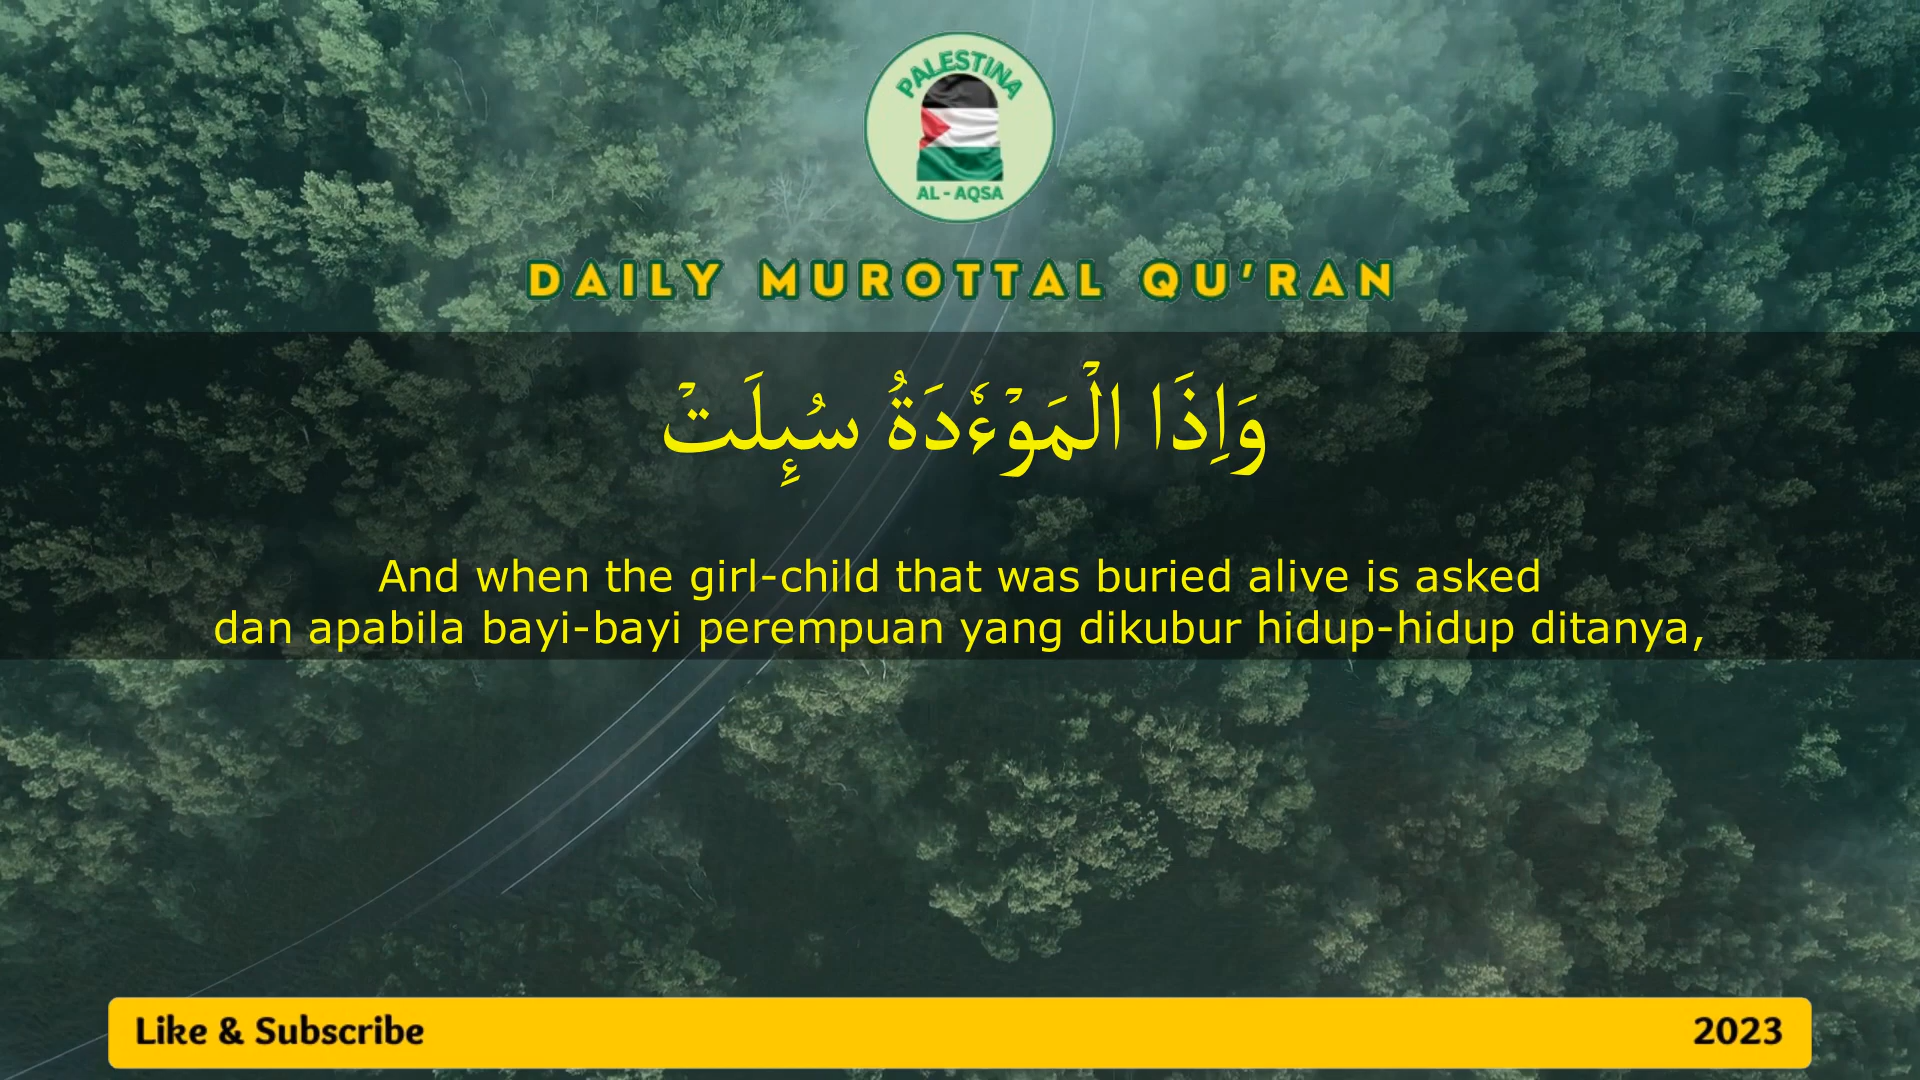 PALESTINA
AL - AQSA
DAILY MUROTTAL QU'RAN
وَاِذَا الْمَوْءٗدَةُ سُىِٕلَتْ
And when the girl-child that was buried alive is asked
dan apabila bayi-bayi perempuan yang dikubur hidup-hidup ditanya,
Like & Subscribe
2023